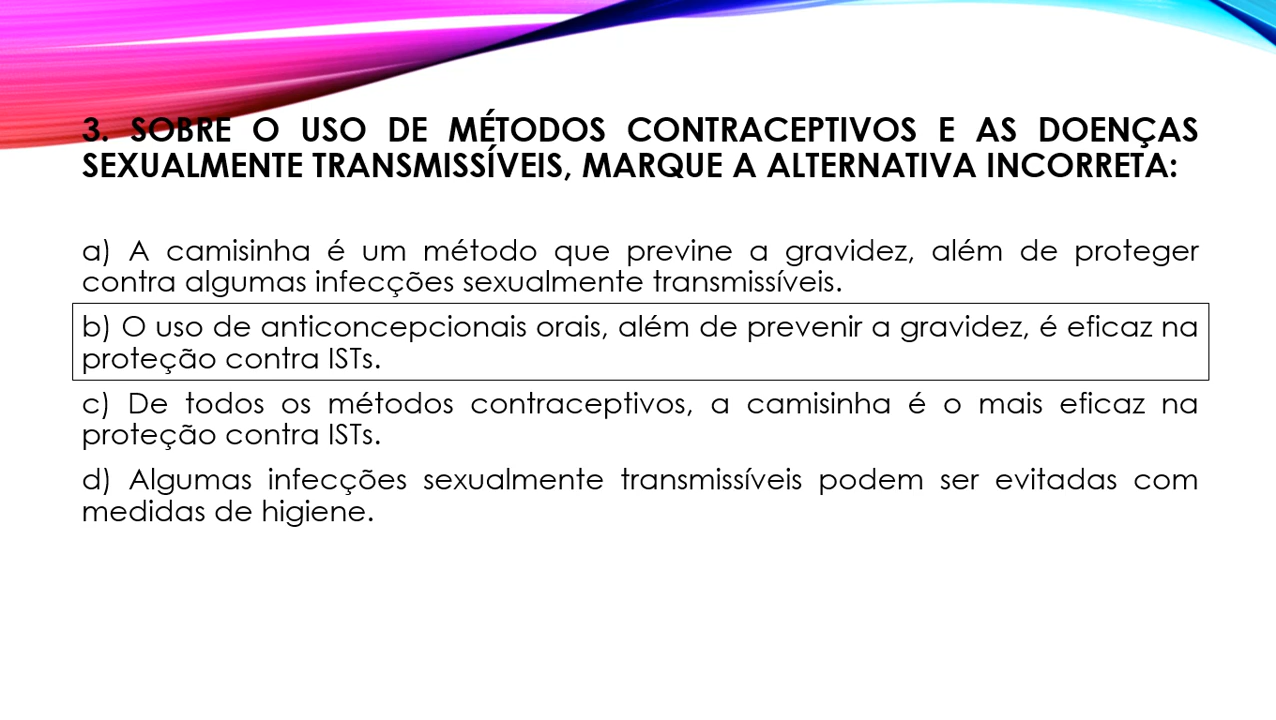 3. SOBRE O USO DE MÉTODOS CONTRACEPTIVOS E AS DOENÇAS
SEXUALMENTE TRANSMISSÍVEIS, MARQUE A ALTERNATIVA INCORRETA:
a) A camisinha é um método que previne a gravidez, além de proteger
contra algumas infecções sexualmente transmissíveis.
b) O uso de anticoncepcionais orais, além de prevenir a gravidez, é eficaz na
proteção contra ISTs.
c) De todos os métodos contraceptivos, a camisinha é o mais eficaz na
proteção contra ISTs.
d) Algumas infecções sexualmente transmissíveis podem ser evitadas com
medidas de higiene.